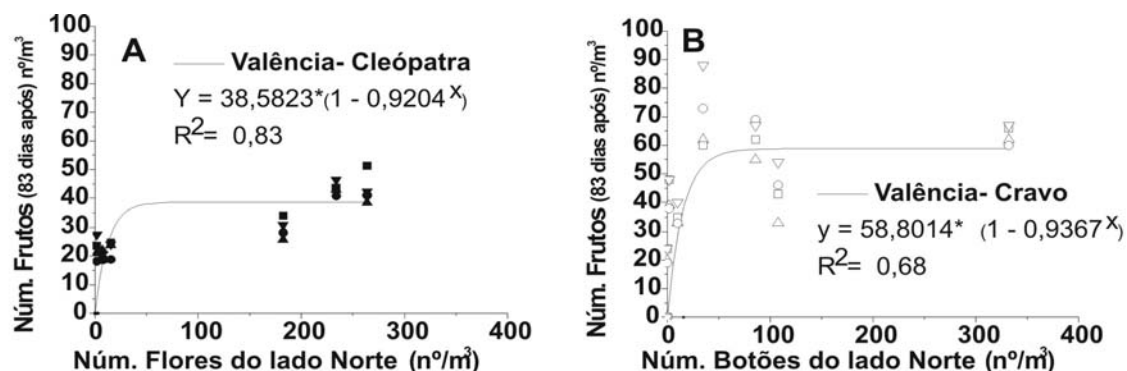 A
Valência- Cleópatra
Y = 38,5823*(1 - 0,9204^x)
R²= 0,83
Núm. Frutos (83 dias após) nº/m³
100
90
80
70
60
50
40
30
20
10
0
0 100 200 300 400
Núm. Flores do lado Norte (nº/m³)
B
Valência- Cravo
y = 58,8014* (1 - 0,9367^x)
R²= 0,68
Núm. Frutos (83 dias após) nº/m³
100
90
80
70
60
50
40
30
20
10
0
0 100 200 300 400
Núm. Botões do lado Norte (nº/m³)